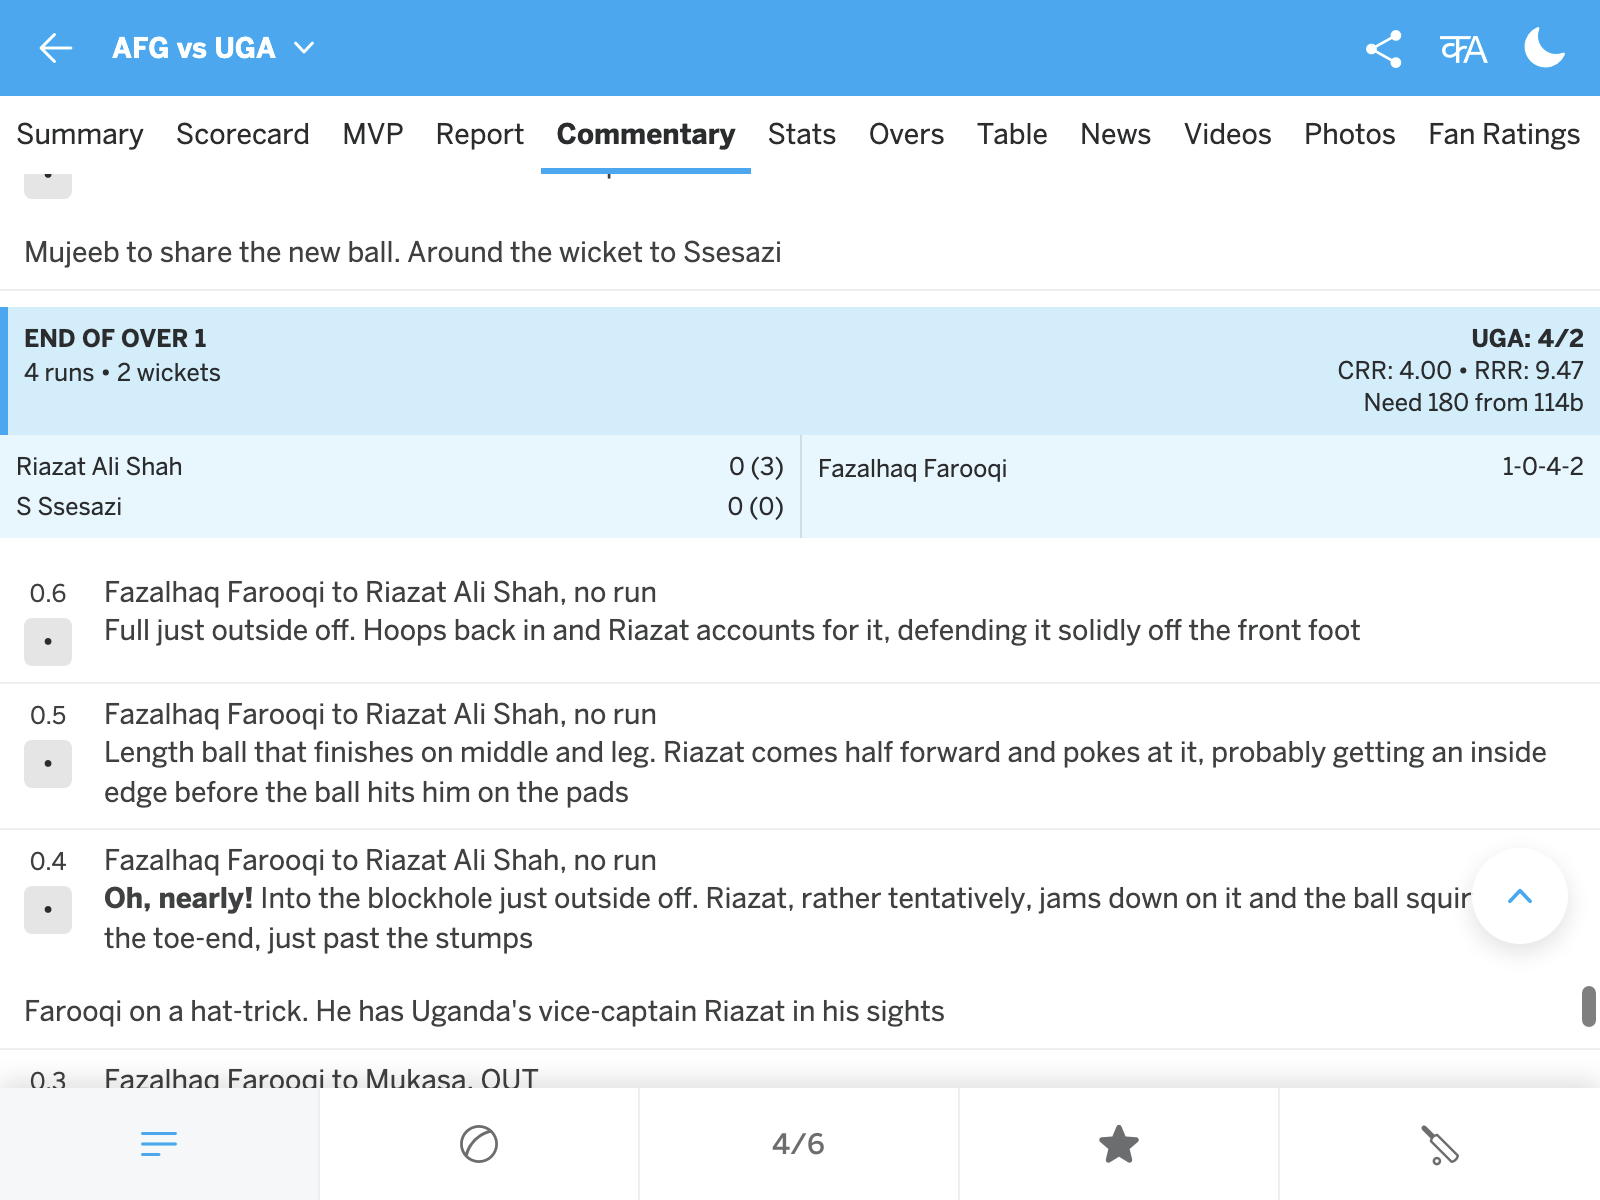 AFG vs UGA
Summary Scorecard MVP Report Commentary Stats Overs Table News Videos Photos Fan Ratings
Mujeeb to share the new ball. Around the wicket to Ssesazi
END OF OVER 1
4 runs • 2 wickets
UGA: 4/2
CRR: 4.00 • RRR: 9.47
Need 180 from 114b
Riazat Ali Shah 0 (3)
S Ssesazi 0 (0)
Fazalhaq Farooqi 1-0-4-2
0.6 Fazalhaq Farooqi to Riazat Ali Shah, no run
•
Full just outside off. Hoops back in and Riazat accounts for it, defending it solidly off the front foot
0.5 Fazalhaq Farooqi to Riazat Ali Shah, no run
•
Length ball that finishes on middle and leg. Riazat comes half forward and pokes at it, probably getting an inside
edge before the ball hits him on the pads
0.4 Fazalhaq Farooqi to Riazat Ali Shah, no run
•
Oh, nearly! Into the blockhole just outside off. Riazat, rather tentatively, jams down on it and the ball squir
the toe-end, just past the stumps
Farooqi on a hat-trick. He has Uganda's vice-captain Riazat in his sights
0.3 Fazalhaq Farooqi to Mukasa, OUT
4/6